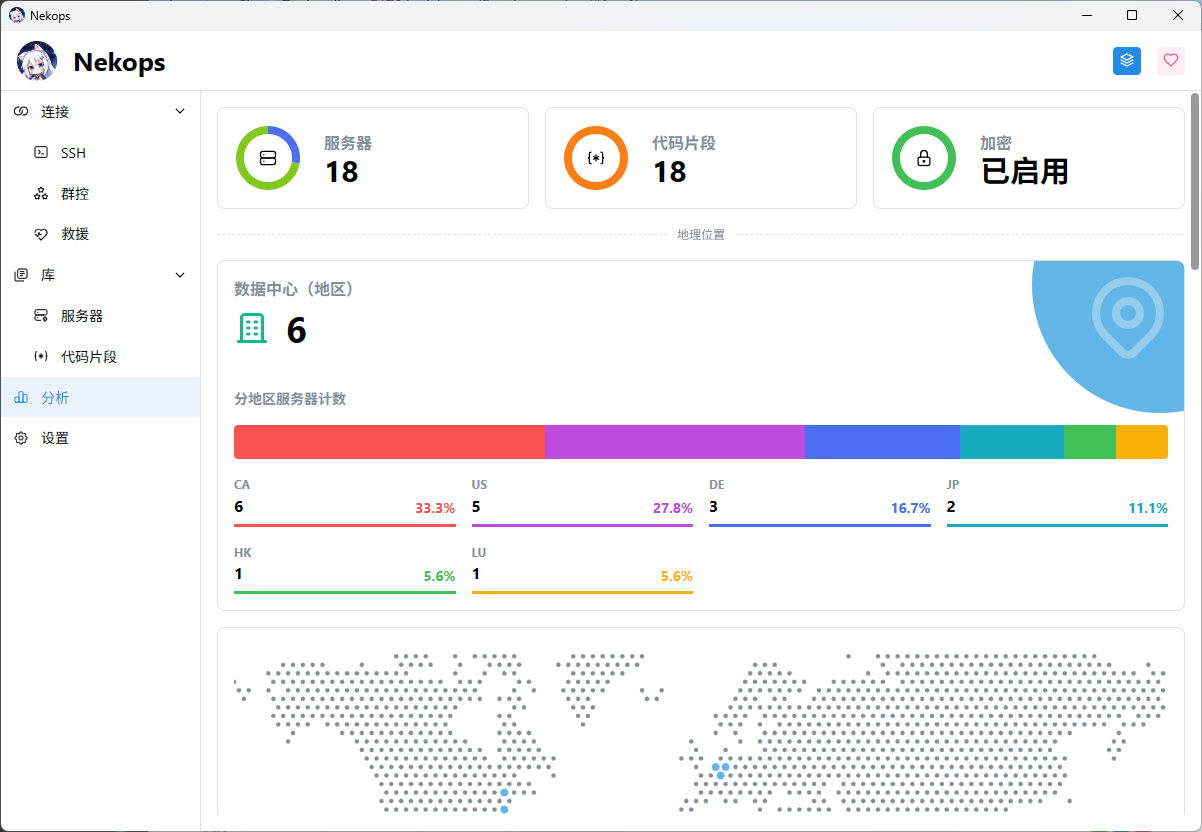 Nekops
Nekops
连接
SSH
群控
救援
库
服务器
代码片段
分析
设置
服务器
18
代码片段
18
加密
已启用
地理位置
数据中心（地区）
6
分地区服务器计数
CA
6 33.3%
US
5 27.8%
DE
3 16.7%
JP
2 11.1%
HK
1 5.6%
LU
1 5.6%